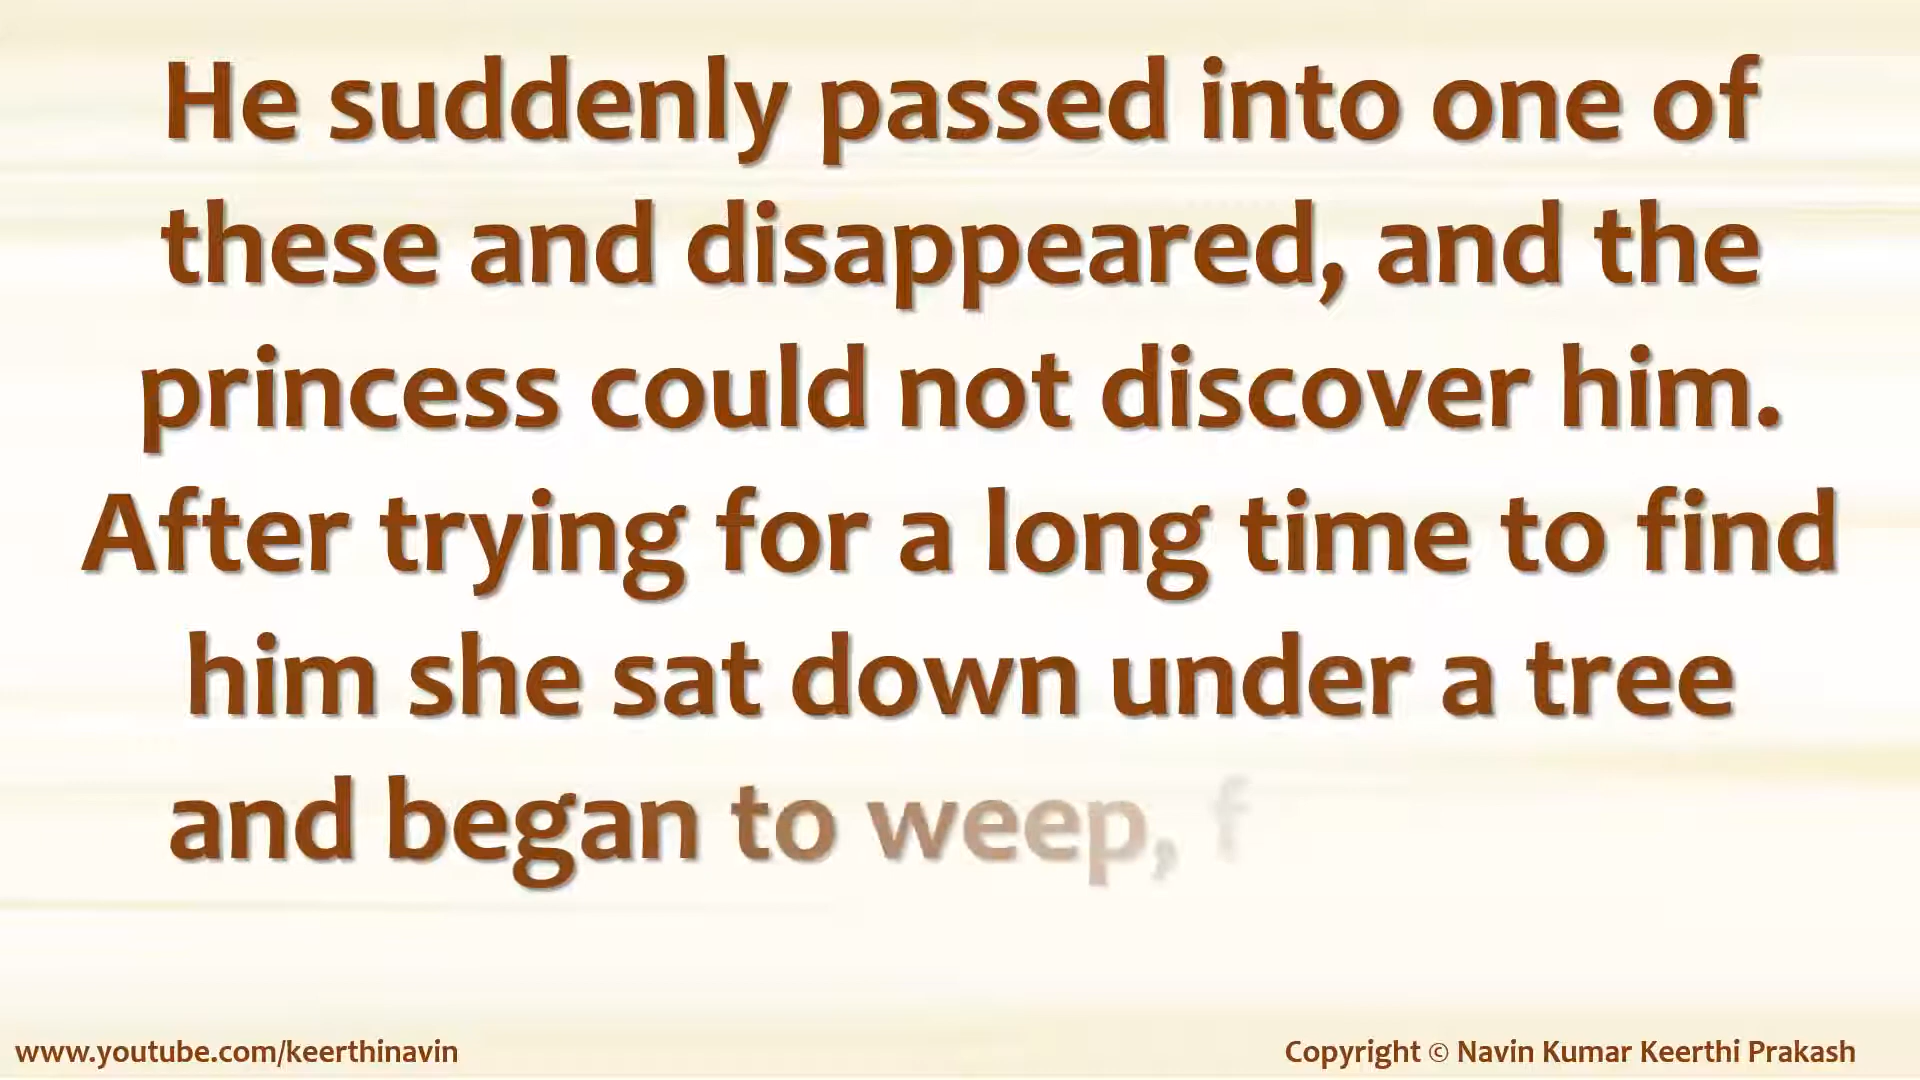 He suddenly passed into one of
these and disappeared, and the
princess could not discover him.
After trying for a long time to find
him she sat down under a tree
and began to weep, f
www.youtube.com/keerthinavin
Copyright © Navin Kumar Keerthi Prakash